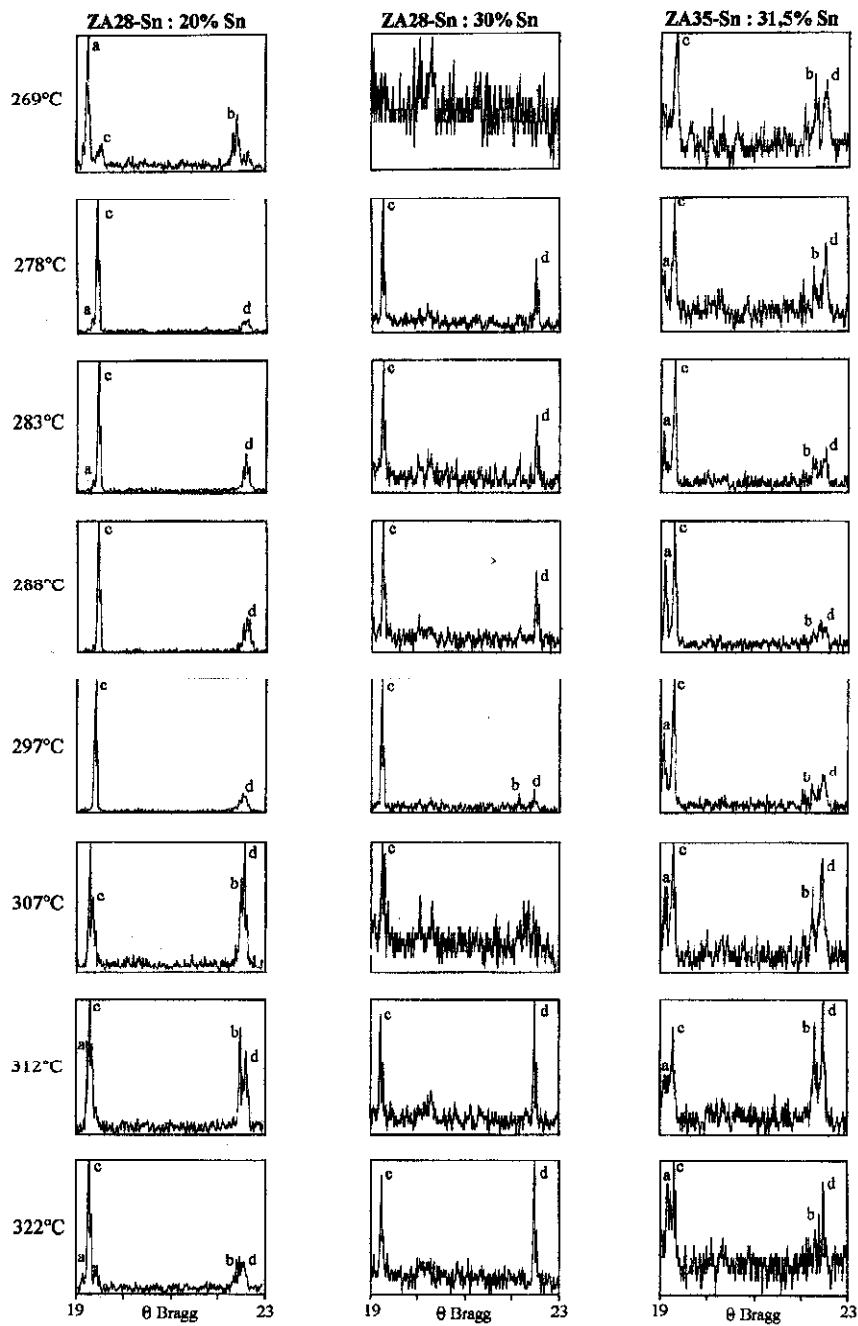 ZA28-Sn : 20% Sn
ZA28-Sn : 30% Sn
ZA35-Sn : 31,5% Sn
269°C
a
c
b
c
b
d
278°C
c
a
d
c
d
c
a
b
d
283°C
c
a
d
c
d
c
a
b
d
288°C
c
d
c
d
c
a
b
d
297°C
c
d
c
b
d
c
a
b
d
307°C
c
b
d
c
a
c
b
d
312°C
a
c
b
d
c
d
a
c
b
d
322°C
c
a
b
d
c
d
a
c
b
d
19
θ Bragg
23
19
θ Bragg
23
19
θ Bragg
23